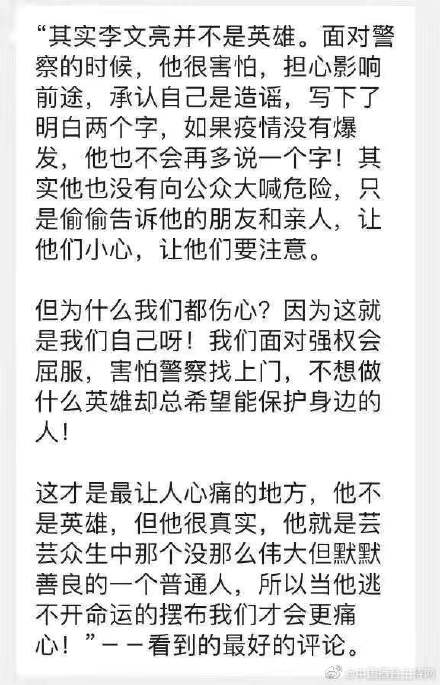 “其实李文亮并不是英雄。面对警
察的时候，他很害怕，担心影响
前途，承认自己是造谣，写下了
明白两个字，如果疫情没有爆
发，他也不会再多说一个字！其
实他也没有向公众大喊危险，只
是偷偷告诉他的朋友和亲人，让
他们小心，让他们要注意。
但为什么我们都伤心？因为这就
是我们自己呀！我们面对强权会
屈服，害怕警察找上门，不想做
什么英雄却总希望能保护身边的
人！
这才是最让人心痛的地方，他不
是英雄，但他很真实，他就是芸
芸众生中那个没那么伟大但默默
善良的一个普通人，所以当他逃
不开命运的摆布我们才会更痛
心！”－－看到的最好的评论。